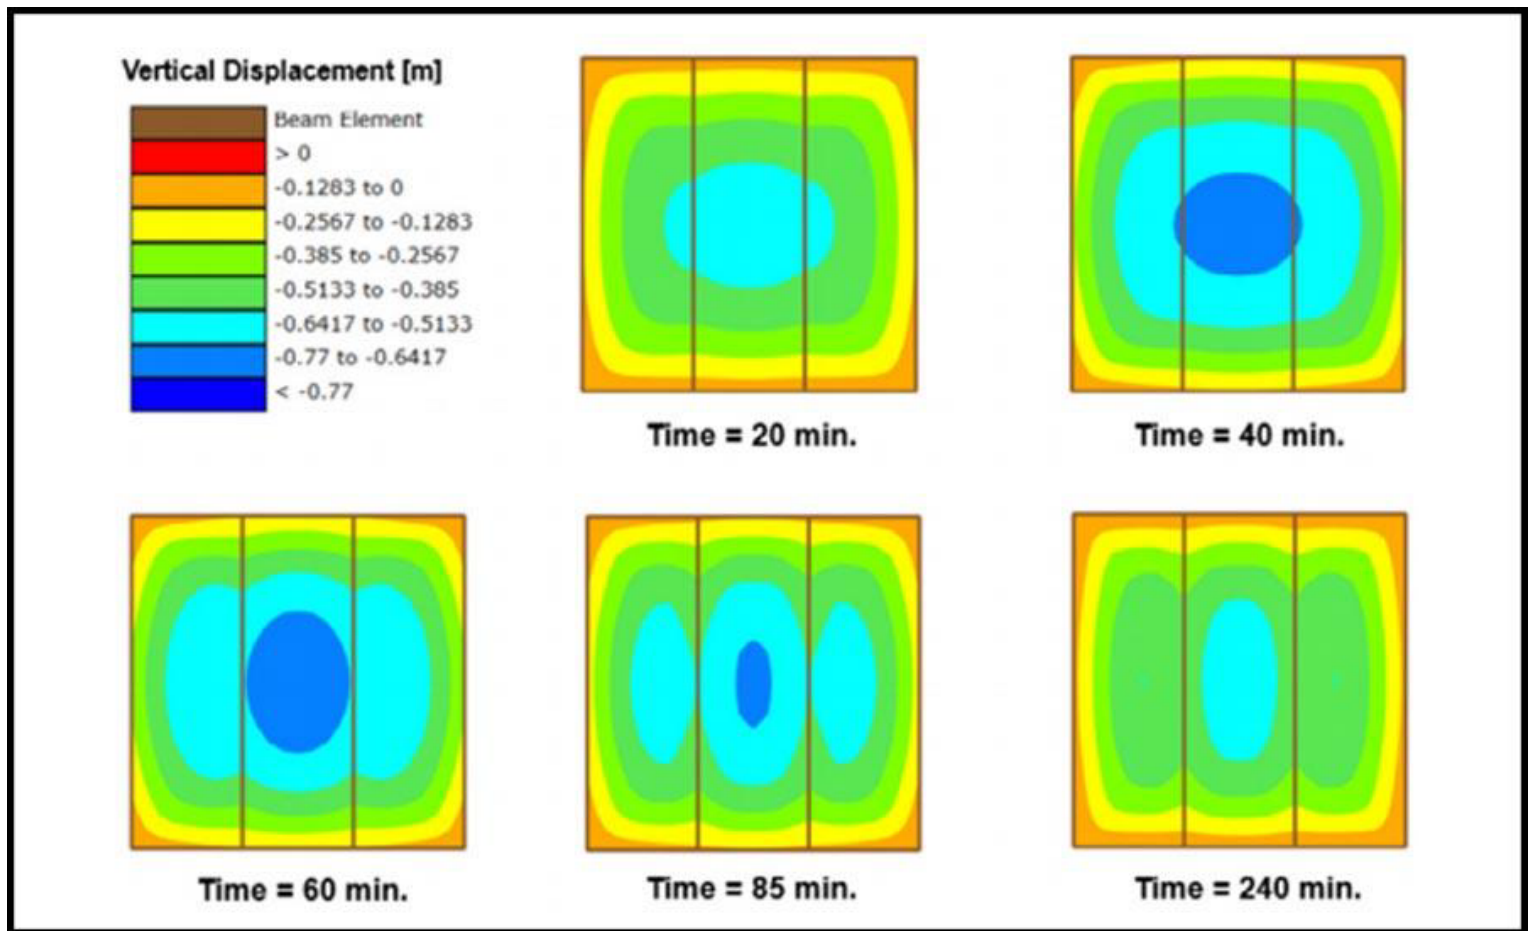 Vertical Displacement [m]
Beam Element
> 0
-0.1283 to 0
-0.2567 to -0.1283
-0.385 to -0.2567
-0.5133 to -0.385
-0.6417 to -0.5133
-0.77 to -0.6417
< -0.77
Time = 20 min.
Time = 40 min.
Time = 60 min.
Time = 85 min.
Time = 240 min.